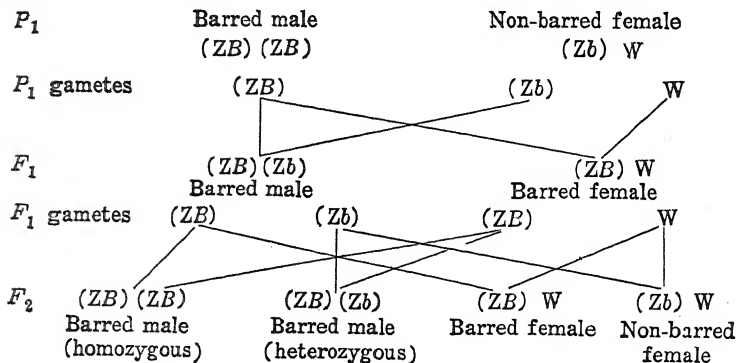 P1 Barred male Non-barred female
(ZB) (ZB) (Zb) W
P1 gametes (ZB) (Zb) W
F1 (ZB) (Zb) (ZB) W
Barred male Barred female
F1 gametes (ZB) (Zb) (ZB) W
F2 (ZB) (ZB) (ZB) (Zb) (ZB) W (Zb) W
Barred male Barred male Barred female Non-barred
(homozygous) (heterozygous) female